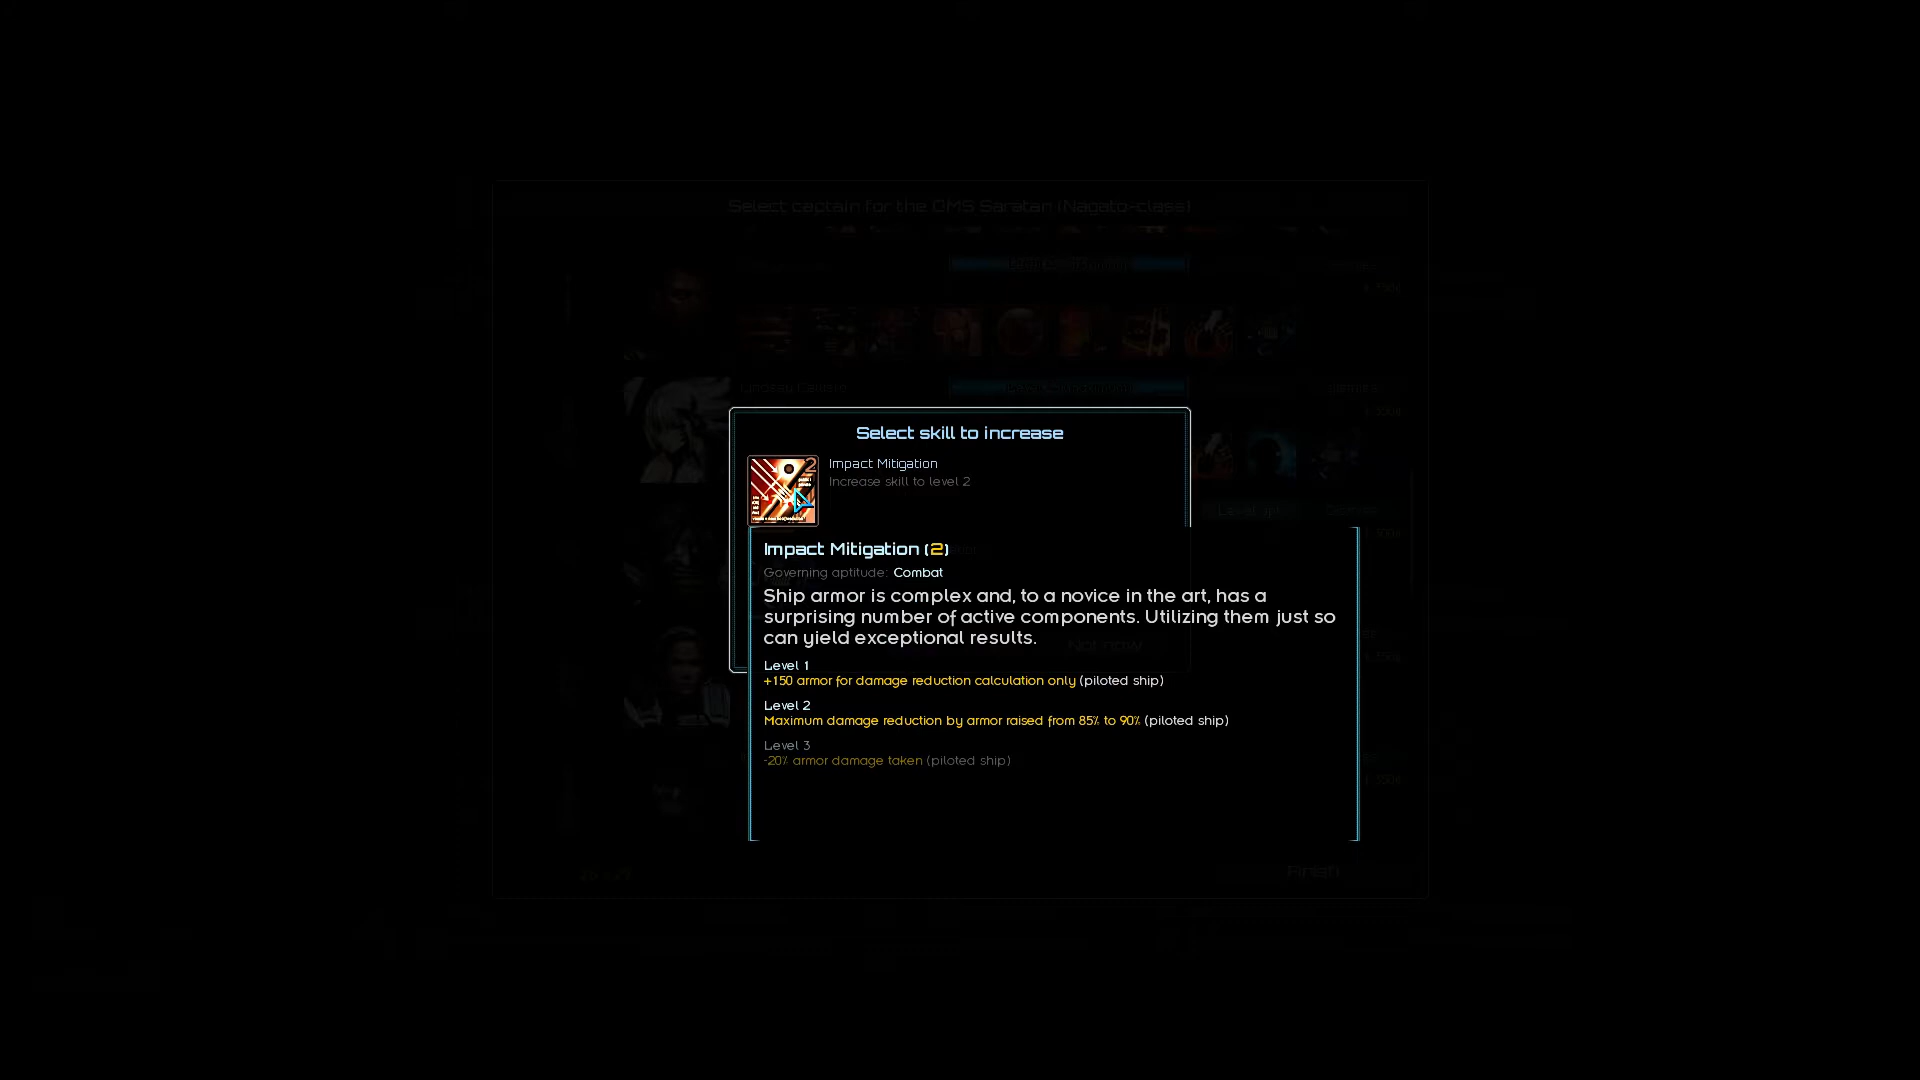 Select captain for the OMS Saratan (Nagato-class)
Lindsay Callisto
Select skill to increase
2
Impact Mitigation
Increase skill to level 2
Level up!
Impact Mitigation (2)
Governing aptitude: Combat
Ship armor is complex and, to a novice in the art, has a
surprising number of active components. Utilizing them just so
can yield exceptional results.
Not now
Level 1
+150 armor for damage reduction calculation only (piloted ship)
Level 2
Maximum damage reduction by armor raised from 85% to 90% (piloted ship)
Level 3
-20% armor damage taken (piloted ship)
Finish